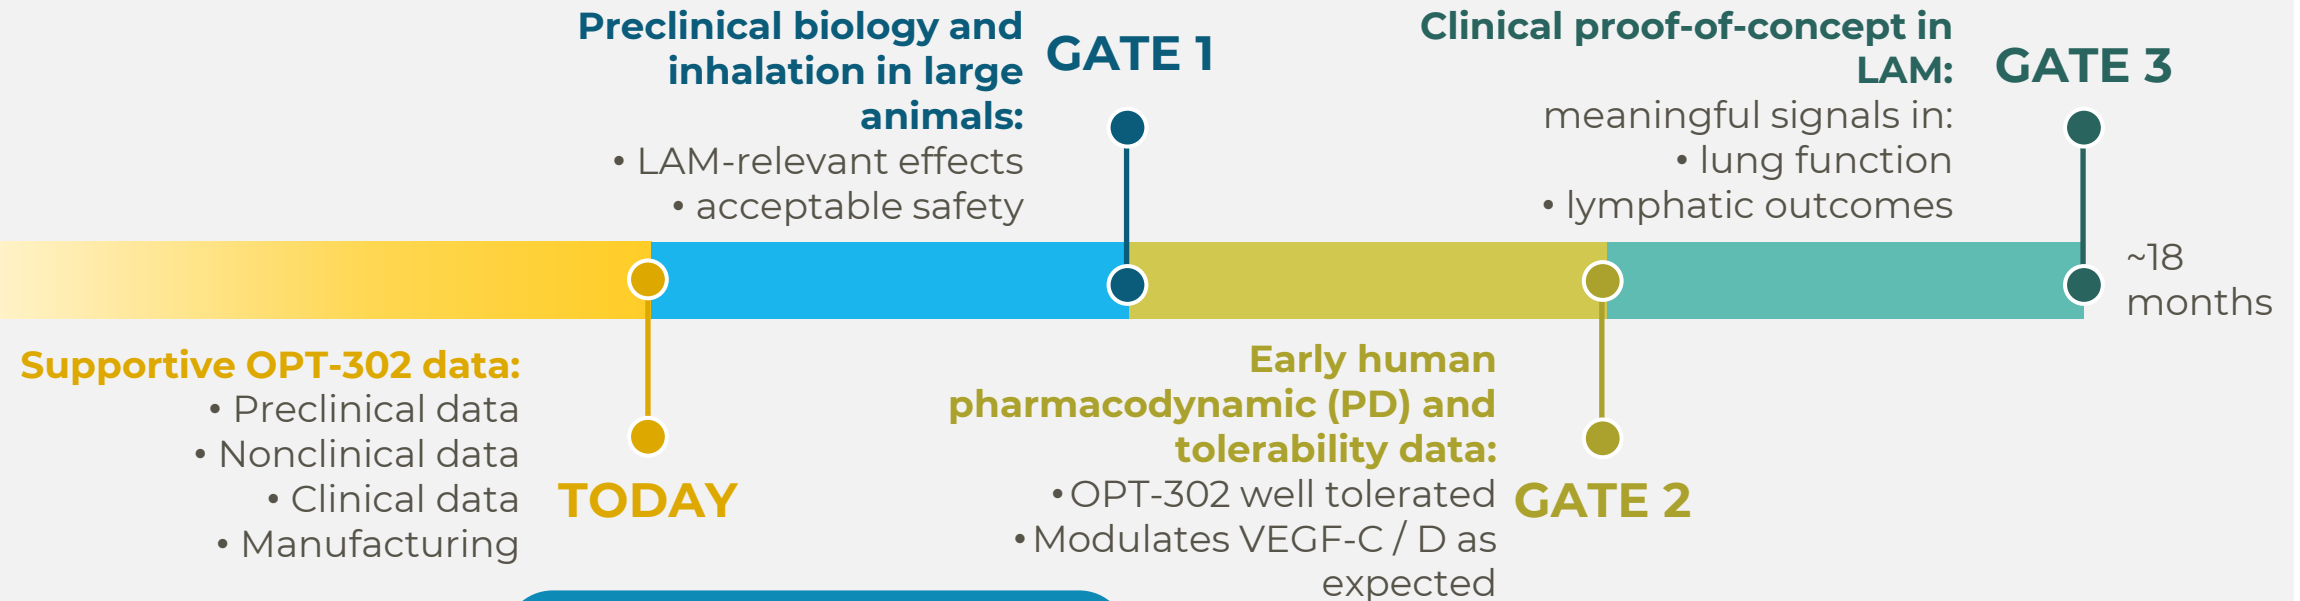 Preclinical biology and
inhalation in large
animals:
• LAM-relevant effects
• acceptable safety
GATE 1
Clinical proof-of-concept in
LAM:
meaningful signals in:
• lung function
• lymphatic outcomes
GATE 3
~18
months
Supportive OPT-302 data:
• Preclinical data
• Nonclinical data
• Clinical data
• Manufacturing
TODAY
Early human
pharmacodynamic (PD) and
tolerability data:
• OPT-302 well tolerated
• Modulates VEGF-C / D as
expected
GATE 2